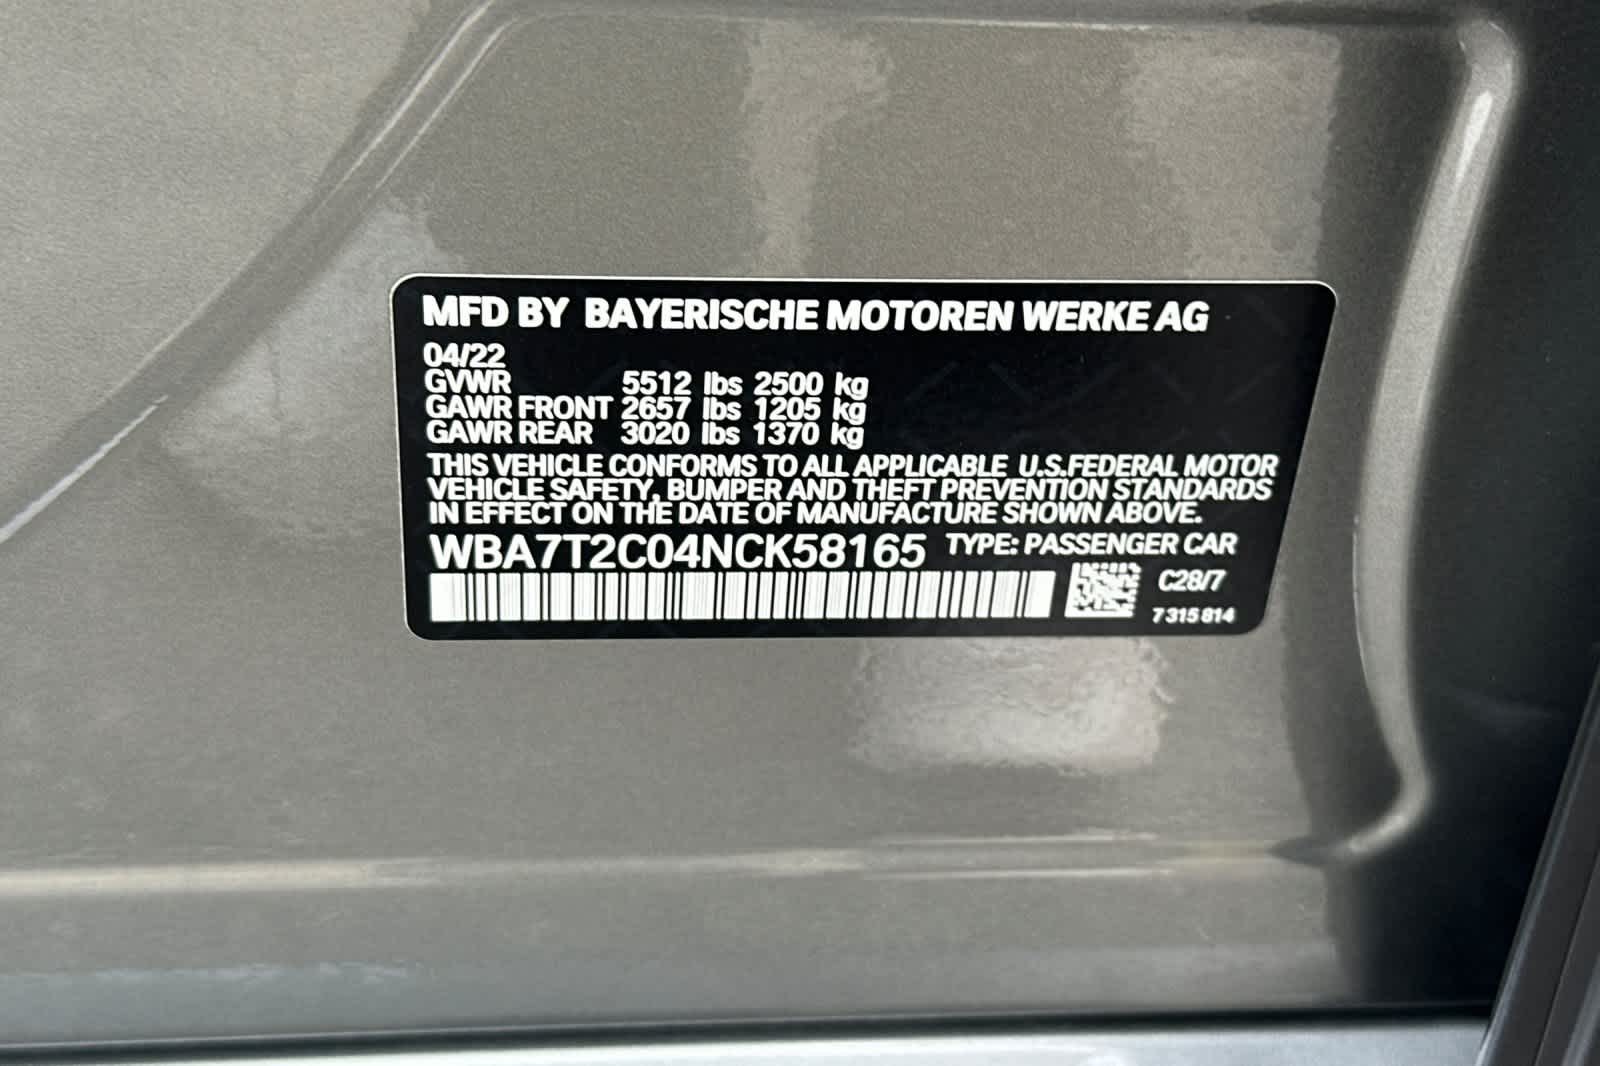 MFD BY BAYERISCHE MOTOREN WERKE AG
04/22
GVWR 5512 lbs 2500 kg
GAWR FRONT 2657 lbs 1205 kg
GAWR REAR 3020 lbs 1370 kg
THIS VEHICLE CONFORMS TO ALL APPLICABLE U.S.FEDERAL MOTOR
VEHICLE SAFETY, BUMPER AND THEFT PREVENTION STANDARDS
IN EFFECT ON THE DATE OF MANUFACTURE SHOWN ABOVE.
WBA7T2C04NCK58165 TYPE: PASSENGER CAR
C28/7
7 315 814